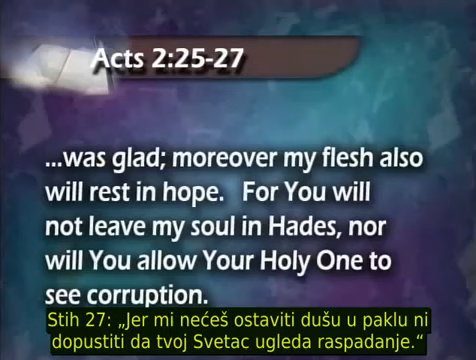 Acts 2:25-27
...was glad; moreover my flesh also
will rest in hope. For You will
not leave my soul in Hades, nor
will You allow Your Holy One to
see corruption.
Stih 27: „Jer mi nećeš ostaviti dušu u paklu ni
dopustiti da tvoj Svetac ugleda raspadanje.“